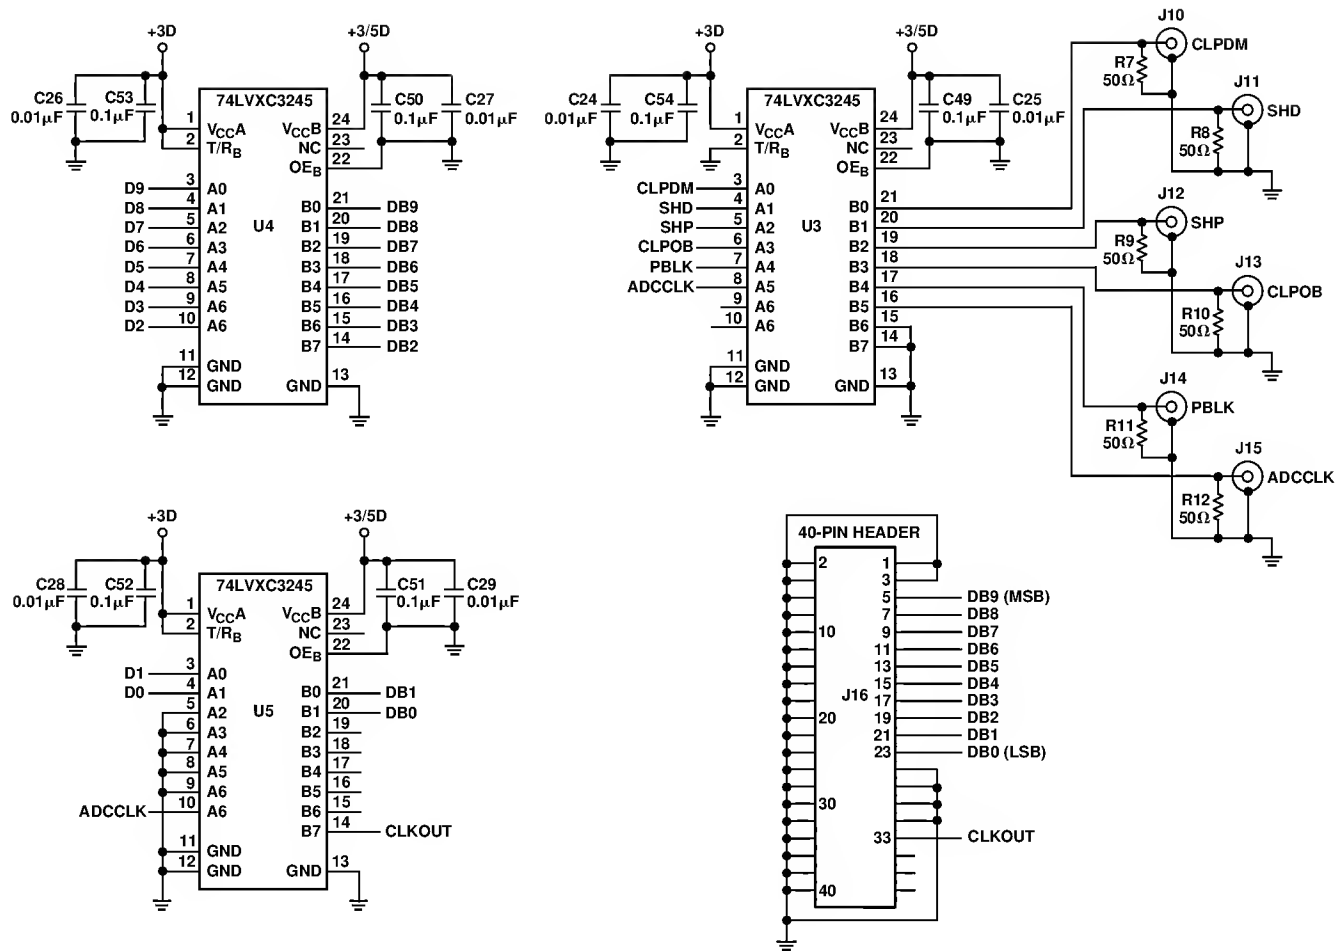 +3D
+3/5D
C26
0.01μF
C53
0.1μF
74LVXC3245
C50
0.1μF
C27
0.01μF
1 VCCA
2 T/RB
VCCB 24
NC 23
OEB 22
D9 3 A0
D8 4 A1
D7 5 A2
D6 6 A3
D5 7 A4
D4 8 A5
D3 9 A6
D2 10 A6
11 GND
12 GND
U4
B0 21 DB9
B1 20 DB8
B2 19 DB7
B3 18 DB6
B4 17 DB5
B5 16 DB4
B6 15 DB3
B7 14 DB2
GND 13
+3D
+3/5D
C24
0.01μF
C54
0.1μF
74LVXC3245
C49
0.1μF
C25
0.01μF
1 VCCA
2 T/RB
VCCB 24
NC 23
OEB 22
CLPDM 3 A0
SHD 4 A1
SHP 5 A2
CLPOB 6 A3
PBLK 7 A4
ADCCLK 8 A5
9 A6
10 A6
11 GND
12 GND
U3
B0 21
B1 20
B2 19
B3 18
B4 17
B5 16
B6 15
B7 14
GND 13
J10
CLPDM
R7
50Ω
J11
SHD
R8
50Ω
J12
SHP
R9
50Ω
J13
CLPOB
R10
50Ω
J14
PBLK
R11
50Ω
J15
ADCCLK
R12
50Ω
+3D
+3/5D
C28
0.01μF
C52
0.1μF
74LVXC3245
C51
0.1μF
C29
0.01μF
1 VCCA
2 T/RB
VCCB 24
NC 23
OEB 22
D1 3 A0
D0 4 A1
5 A2
6 A3
7 A4
8 A5
9 A6
ADCCLK 10 A6
11 GND
12 GND
U5
B0 21 DB1
B1 20 DB0
B2 19
B3 18
B4 17
B5 16
B6 15
B7 14 CLKOUT
GND 13
40-PIN HEADER
2 1
3
5 DB9 (MSB)
7 DB8
10 9 DB7
11 DB6
13 DB5
15 DB4
J16
17 DB3
20 19 DB2
21 DB1
23 DB0 (LSB)
30
33 CLKOUT
40